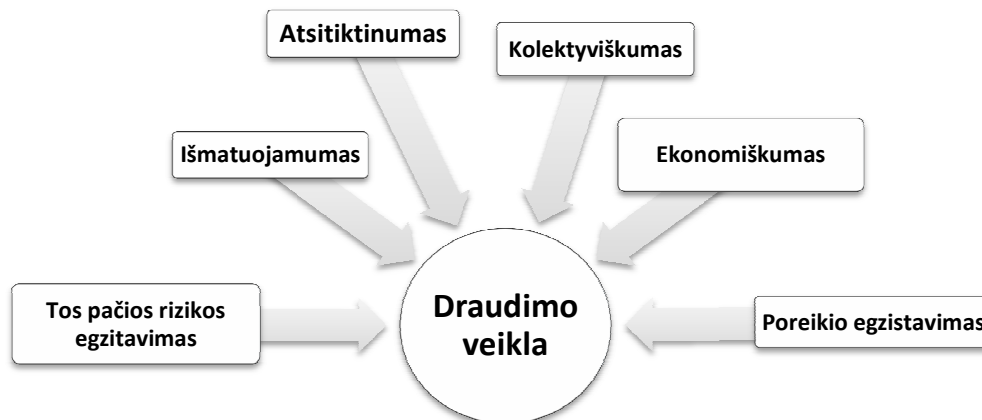 Atsitiktinumas
Kolektyviškumas
Išmatuojamumas
Ekonomiškumas
Tos pačios rizikos
egzitavimas
Draudimo
veikla
Poreikio egzistavimas